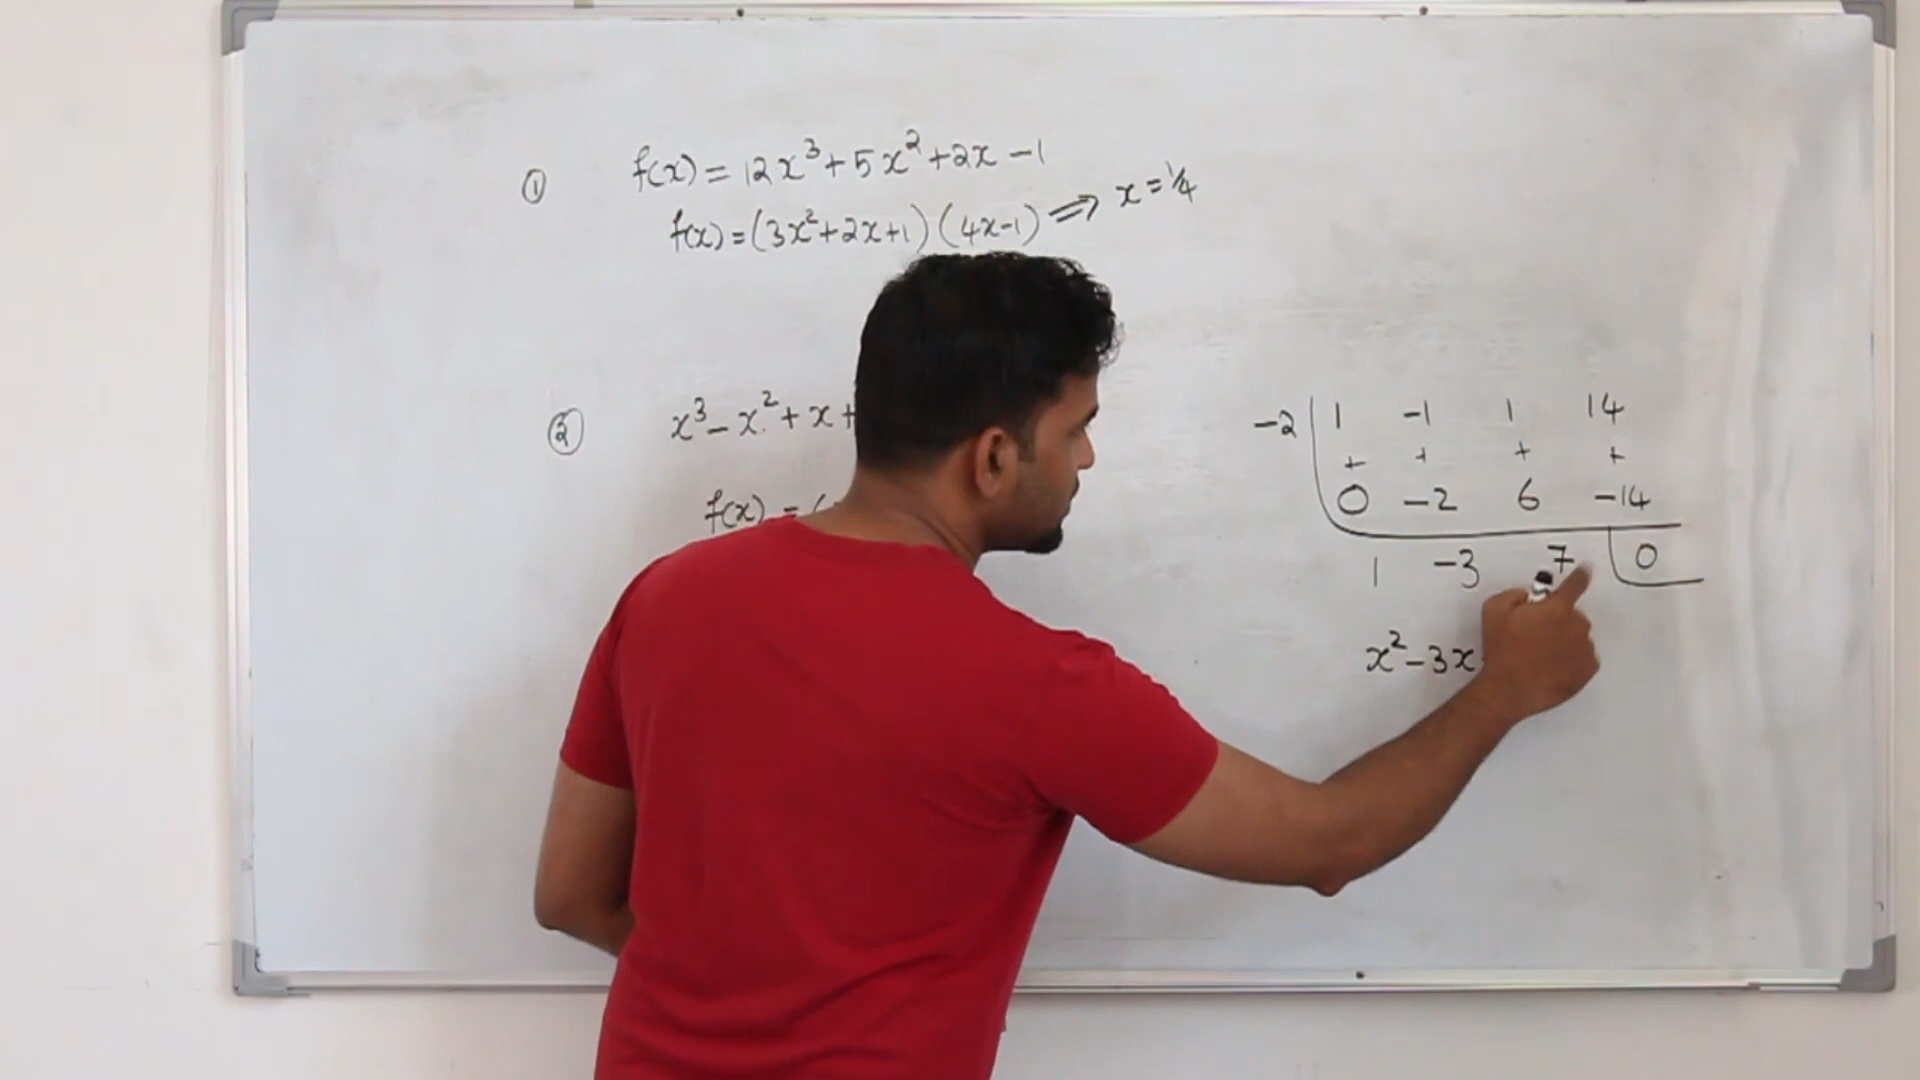 ① f(x) = 12x³ + 5x² + 2x - 1
f(x) = (3x² + 2x + 1)(4x - 1) ⟹ x = 1/4
② x³ - x² + x +
f(x) = (
-2 | 1 -1 1 14
+ + + +
0 -2 6 -14
1 -3 7 | 0
x² - 3x